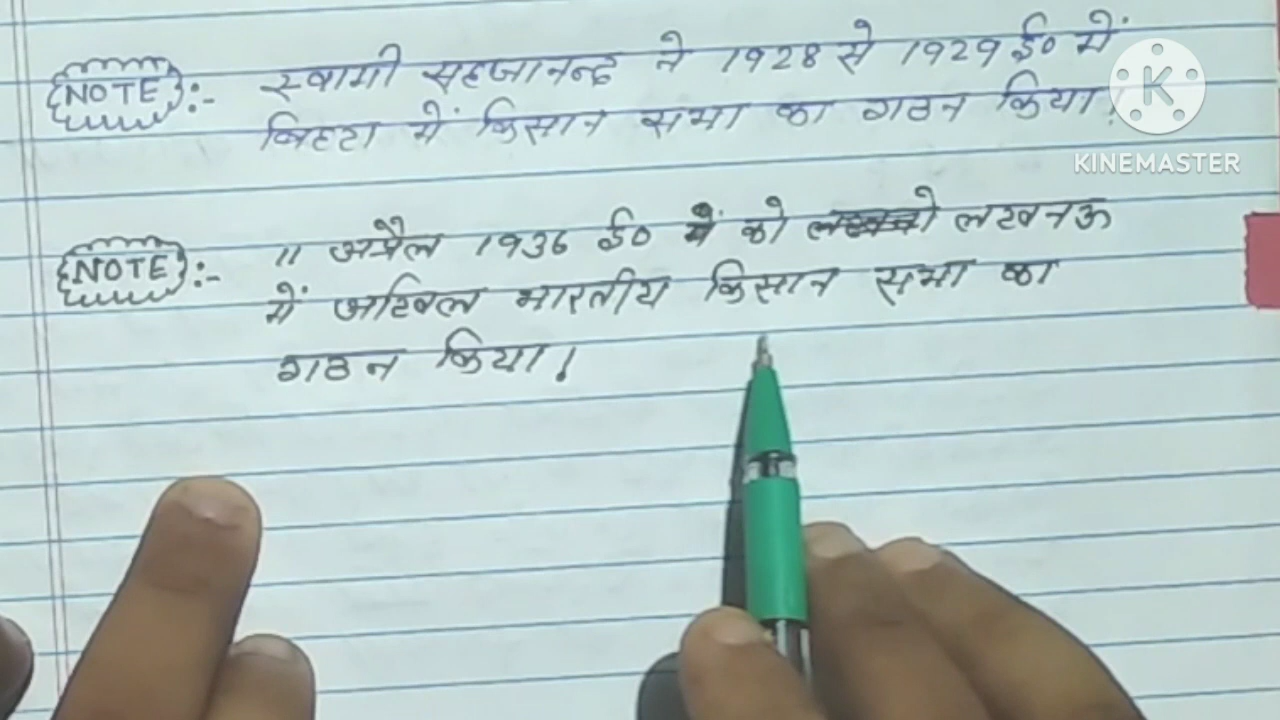 NOTE :- स्वामी सहजानन्द ने 1928 से 1929 ई० में
बिहटा में किसान सभा का गठन किया।
NOTE :- 11 अप्रैल 1936 ई० में को लखनऊ
में अखिल भारतीय किसान सभा का
गठन किया।
KINEMASTER